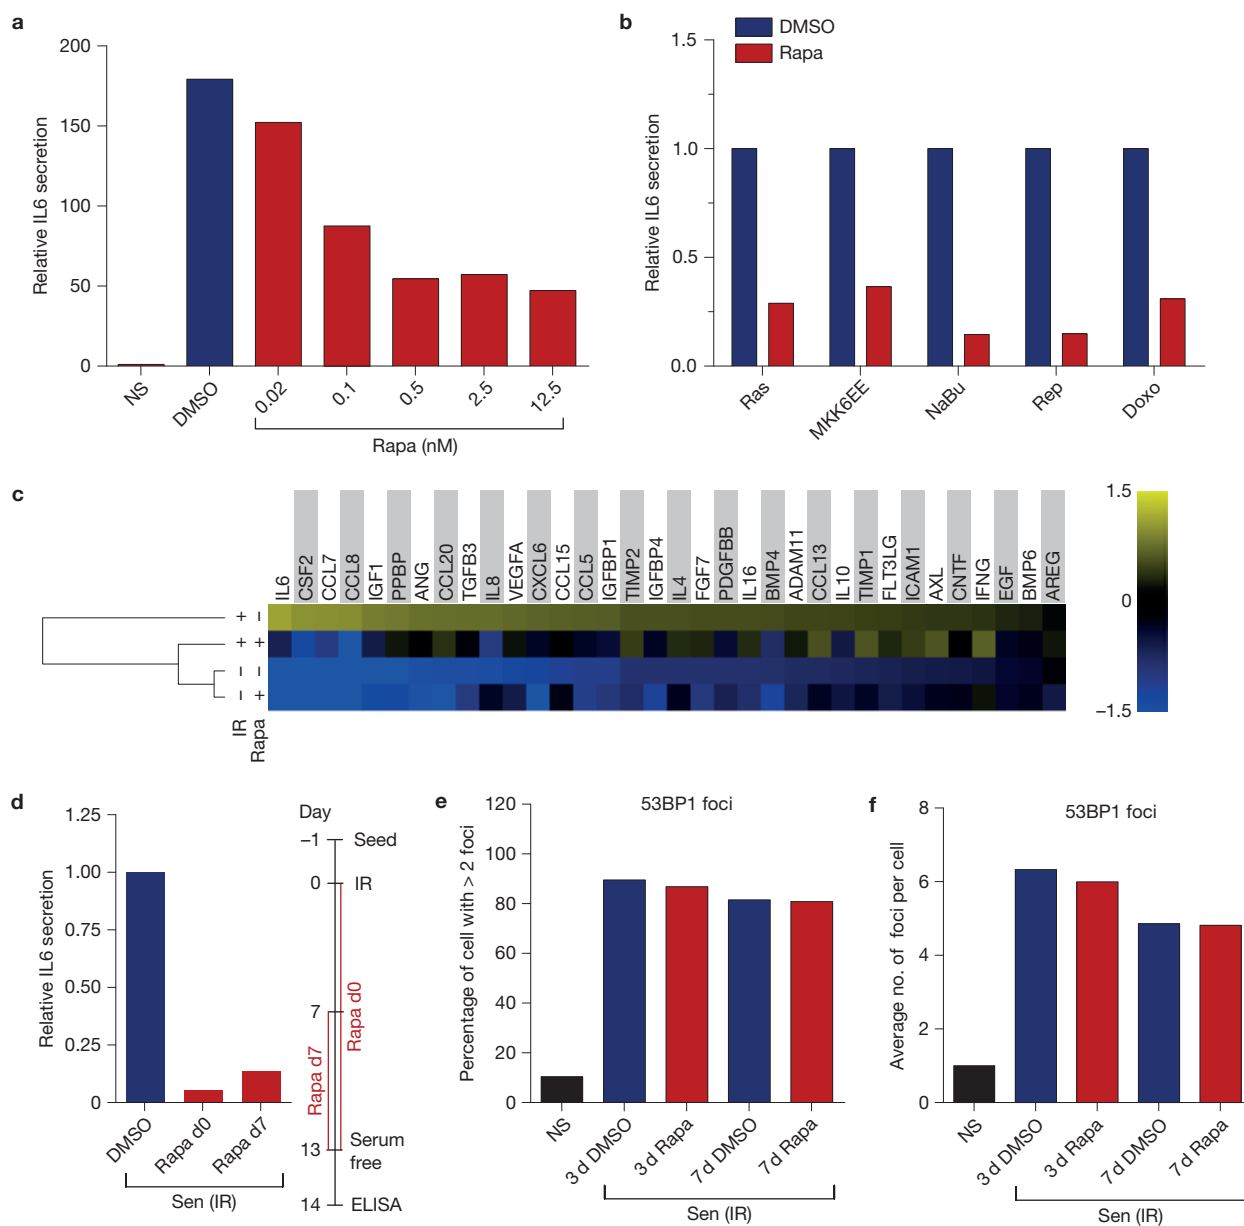 a
200
150
100
50
0
Relative IL6 secretion
NS
DMSO
0.02
0.1
0.5
2.5
12.5
Rapa (nM)
b
DMSO
Rapa
1.5
1.0
0.5
0.0
Relative IL6 secretion
Ras
MKK6EE
NaBu
Rep
Doxo
c
IL6
CSF2
CCL7
CCL8
IGF1
PPBP
ANG
CCL20
TGFB3
IL8
VEGFA
CXCL6
CCL15
CCL5
IGFBP1
TIMP2
IGFBP4
IL4
FGF7
PDGFBB
IL16
BMP4
ADAM11
CCL13
IL10
TIMP1
FLT3LG
ICAM1
AXL
CNTF
IFNG
EGF
BMP6
AREG
+ −
+ +
− −
− +
IR
Rapa
1.5
0
−1.5
d
1.25
1.00
0.75
0.50
0.25
0
Relative IL6 secretion
DMSO
Rapa d0
Rapa d7
Sen (IR)
Day
−1 Seed
0 IR
7
Rapa d0
Rapa d7
13 Serum
free
14 ELISA
e
53BP1 foci
120
100
80
60
40
20
0
Percentage of cell with > 2 foci
NS
3 d DMSO
3 d Rapa
7 d DMSO
7 d Rapa
Sen (IR)
f
53BP1 foci
8
6
4
2
0
Average no. of foci per cell
NS
3 d DMSO
3 d Rapa
7 d DMSO
7 d Rapa
Sen (IR)